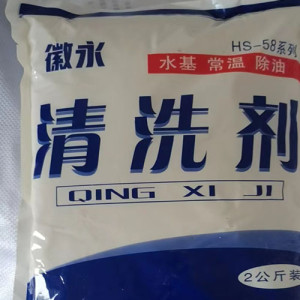 徽永
HS-58系列
水基 常温 除油
清洗剂
QING XI JI
2公斤装